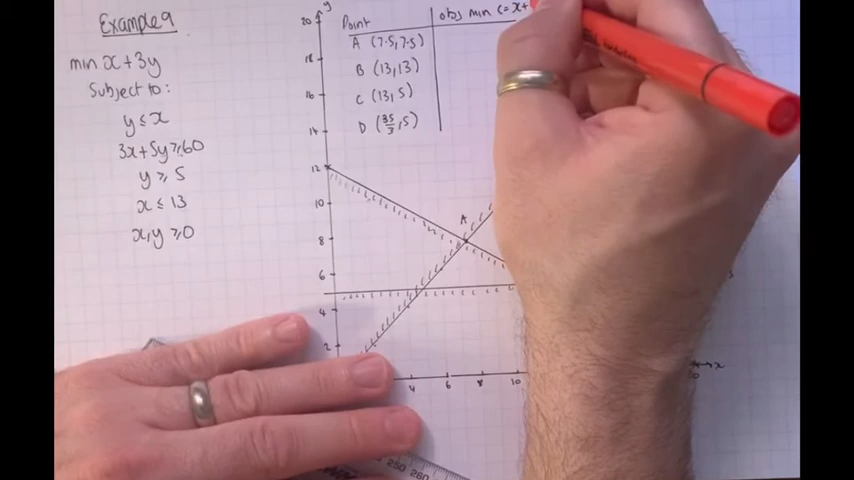 Example 9
min x+3y
Subject to:
y ≤ x
3x+5y ≥ 60
y ≥ 5
x ≤ 13
x,y ≥ 0
Point
obj min C=x+
A (7.5,7.5)
B (13,13)
C (13,5)
D (35/3,5)
y
20
18
16
14
12
10
8
6
4
2
A
4
6
8
10
x